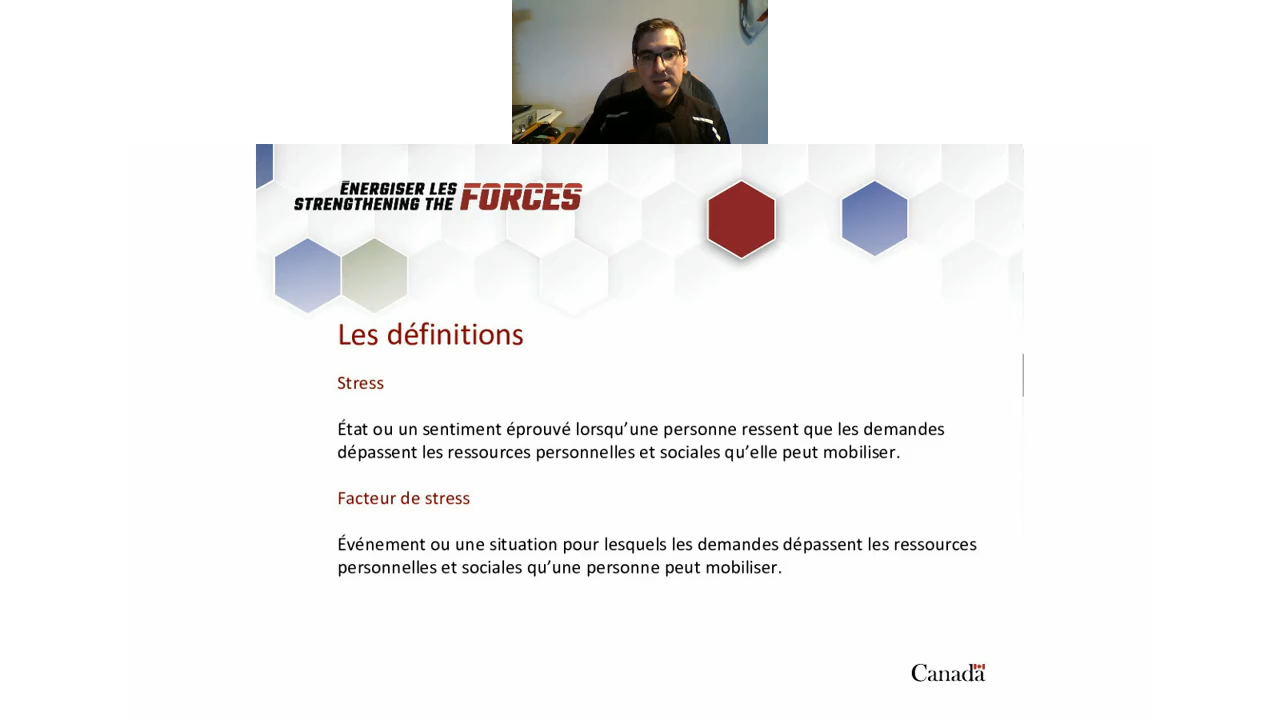 ÉNERGISER LES
STRENGTHENING THE FORCES
Les définitions
Stress
État ou un sentiment éprouvé lorsqu’une personne ressent que les demandes
dépassent les ressources personnelles et sociales qu’elle peut mobiliser.
Facteur de stress
Événement ou une situation pour lesquels les demandes dépassent les ressources
personnelles et sociales qu’une personne peut mobiliser.
Canada